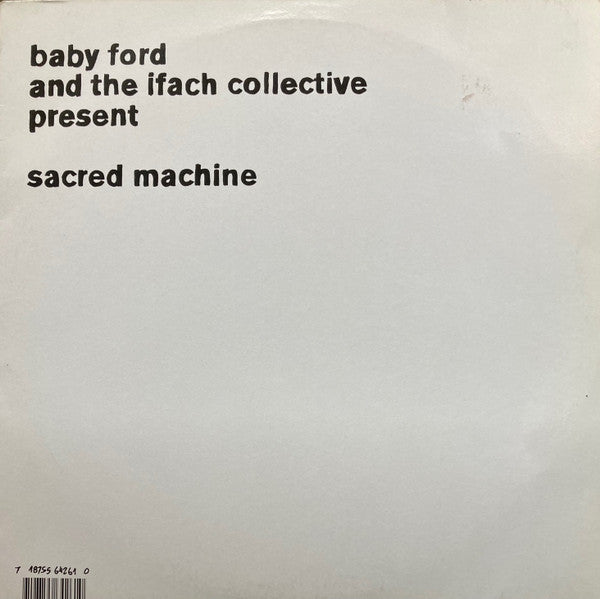 baby ford
and the ifach collective
present
sacred machine
7 18755 64261 0